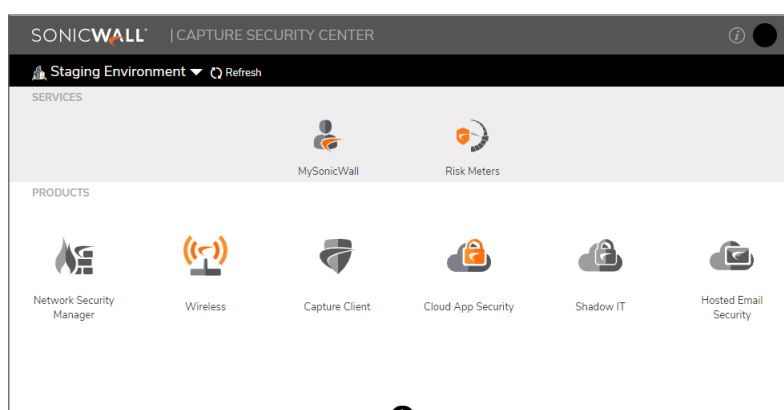 SONICWALL | CAPTURE SECURITY CENTER
Staging Environment Refresh
SERVICES
MySonicWall Risk Meters
PRODUCTS
Network Security Manager
Wireless
Capture Client
Cloud App Security
Shadow IT
Hosted Email Security